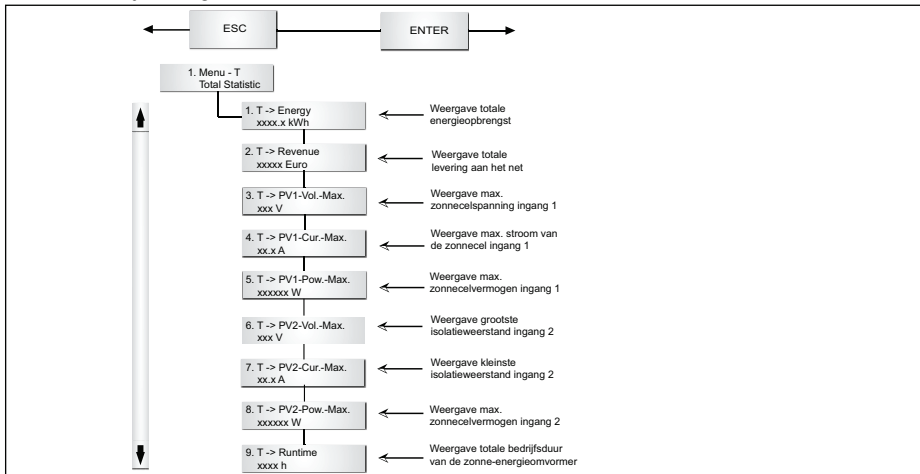 ESC
ENTER
1. Menu - T
Total Statistic
1. T -> Energy
xxxx.x kWh
Weergave totale
energieopbrengst
2. T -> Revenue
xxxxx Euro
Weergave totale
levering aan het net
3. T -> PV1-Vol.-Max.
xxx V
Weergave max.
zonnecelspanning ingang 1
4. T -> PV1-Cur.-Max.
xx.x A
Weergave max. stroom van
de zonnecel ingang 1
5. T -> PV1-Pow.-Max.
xxxxxx W
Weergave max.
zonnecelvermogen ingang 1
6. T -> PV2-Vol.-Max.
xxx V
Weergave grootste
isolatieweerstand ingang 2
7. T -> PV2-Cur.-Max.
xx.x A
Weergave kleinste
isolatieweerstand ingang 2
8. T -> PV2-Pow.-Max.
xxxxxx W
Weergave max.
zonnecelvermogen ingang 2
9. T -> Runtime
xxxx h
Weergave totale bedrijfsduur
van de zonne-energieomvormer